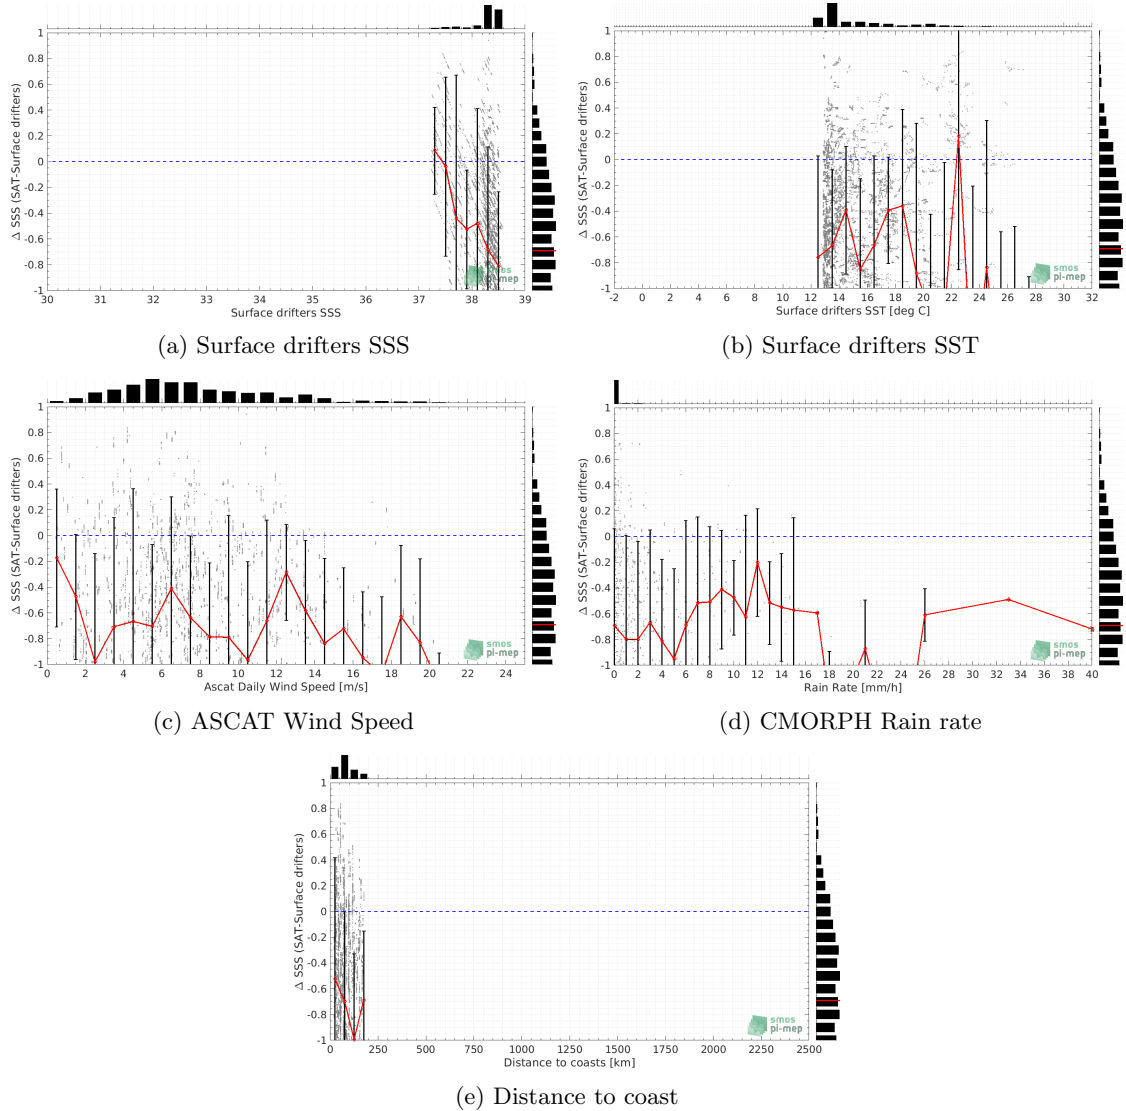 1
0.8
0.6
0.4
0.2
0
-0.2
-0.4
-0.6
-0.8
-1
Δ SSS (SAT-Surface drifters)
30 31 32 33 34 35 36 37 38 39
Surface drifters SSS
smos
pi-mep
(a) Surface drifters SSS
1
0.8
0.6
0.4
0.2
0
-0.2
-0.4
-0.6
-0.8
-1
Δ SSS (SAT-Surface drifters)
-2 0 2 4 6 8 10 12 14 16 18 20 22 24 26 28 30 32
Surface drifters SST [deg C]
smos
pi-mep
(b) Surface drifters SST
1
0.8
0.6
0.4
0.2
0
-0.2
-0.4
-0.6
-0.8
-1
Δ SSS (SAT-Surface drifters)
0 2 4 6 8 10 12 14 16 18 20 22 24
Ascat Daily Wind Speed [m/s]
smos
pi-mep
(c) ASCAT Wind Speed
1
0.8
0.6
0.4
0.2
0
-0.2
-0.4
-0.6
-0.8
-1
Δ SSS (SAT-Surface drifters)
0 2 4 6 8 10 12 14 16 18 20 22 24 26 28 30 32 34 36 38 40
Rain Rate [mm/h]
smos
pi-mep
(d) CMORPH Rain rate
1
0.8
0.6
0.4
0.2
0
-0.2
-0.4
-0.6
-0.8
-1
Δ SSS (SAT-Surface drifters)
0 250 500 750 1000 1250 1500 1750 2000 2250 2500
Distance to coasts [km]
smos
pi-mep
(e) Distance to coast